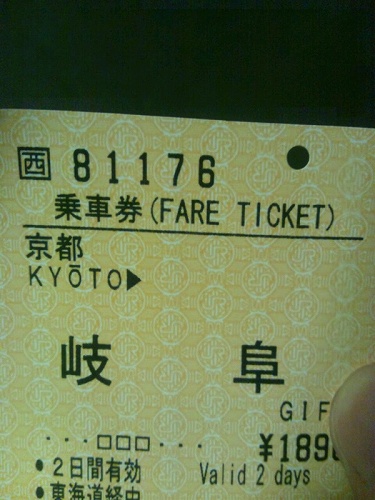 西 81176
乗車券(FARE TICKET)
京都
KYŌTO▶
岐 阜
GIF
・・・□□□・・・ ¥189
・2日間有効 Valid 2 days
・東海道経由